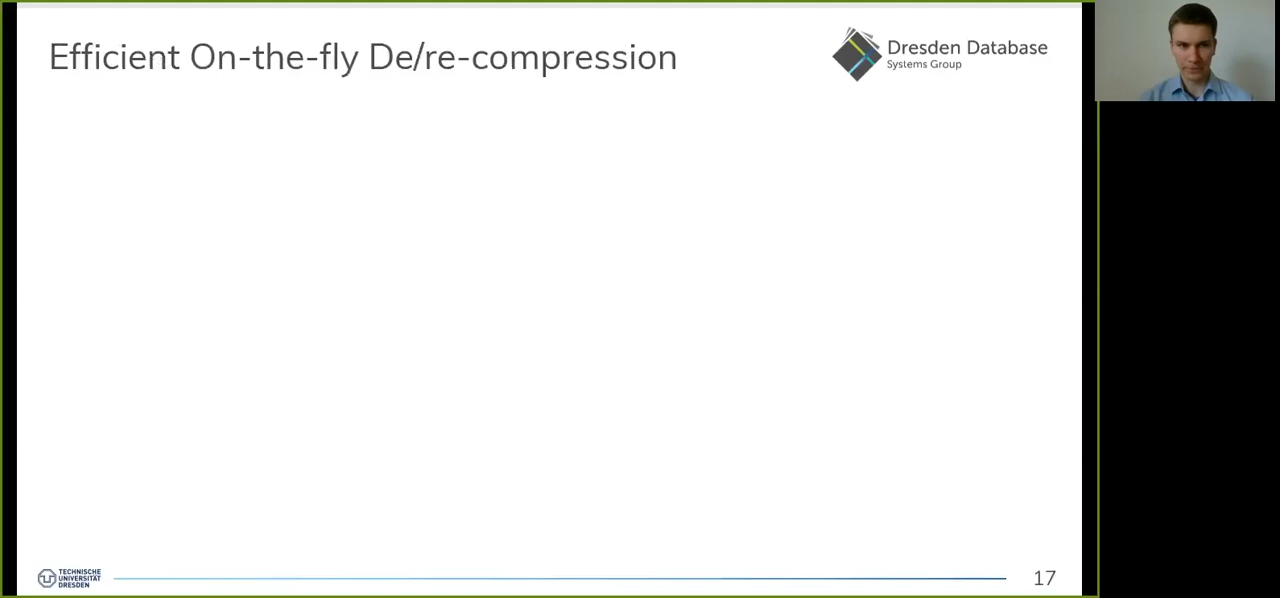 Efficient On-the-fly De/re-compression
Dresden Database
Systems Group
TECHNISCHE
UNIVERSITÄT
DRESDEN
17